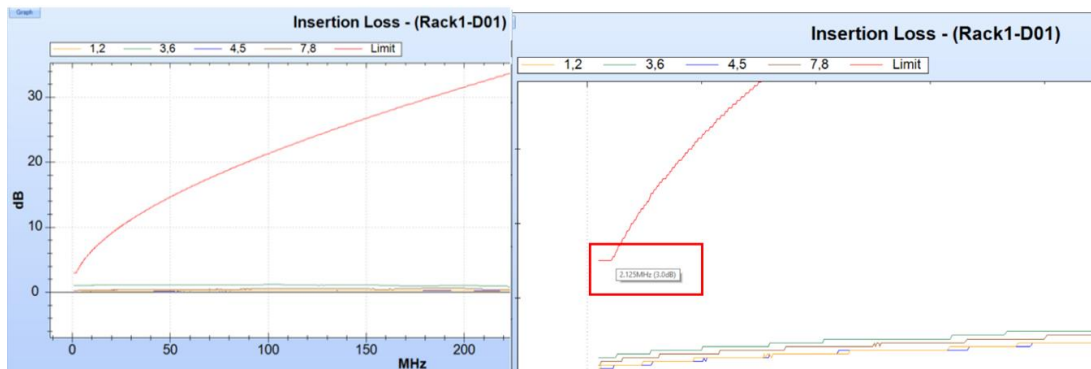 Graph
Insertion Loss - (Rack1-D01)
1,2 3,6 4,5 7,8 Limit
30
20
10
0
dB
0 50 100 150 200
MHz
Insertion Loss - (Rack1-D01)
1,2 3,6 4,5 7,8 Limit
2.125MHz (3.0dB)